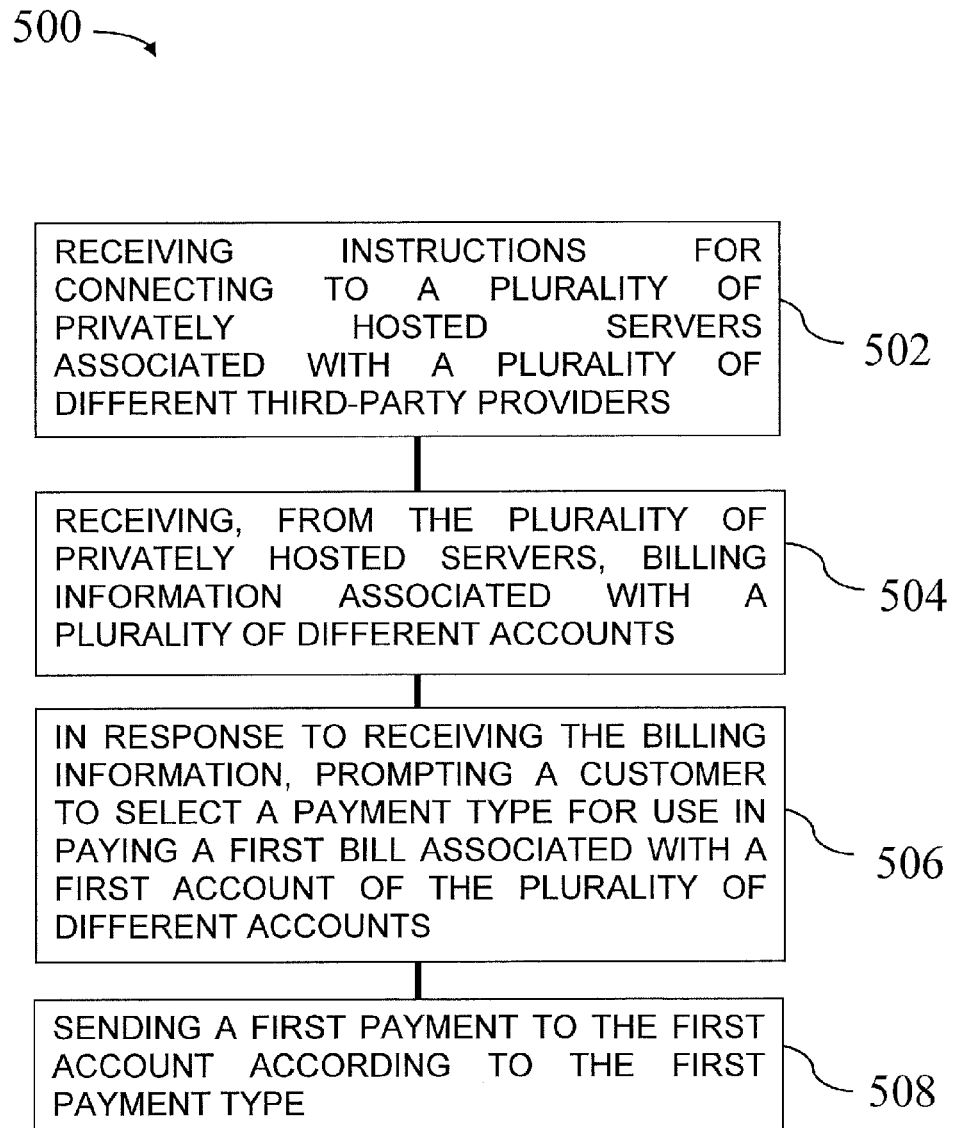 500
RECEIVING INSTRUCTIONS FOR
CONNECTING TO A PLURALITY OF
PRIVATELY HOSTED SERVERS
ASSOCIATED WITH A PLURALITY OF
DIFFERENT THIRD-PARTY PROVIDERS
502
RECEIVING, FROM THE PLURALITY OF
PRIVATELY HOSTED SERVERS, BILLING
INFORMATION ASSOCIATED WITH A
PLURALITY OF DIFFERENT ACCOUNTS
504
IN RESPONSE TO RECEIVING THE BILLING
INFORMATION, PROMPTING A CUSTOMER
TO SELECT A PAYMENT TYPE FOR USE IN
PAYING A FIRST BILL ASSOCIATED WITH A
FIRST ACCOUNT OF THE PLURALITY OF
DIFFERENT ACCOUNTS
506
SENDING A FIRST PAYMENT TO THE FIRST
ACCOUNT ACCORDING TO THE FIRST
PAYMENT TYPE
508